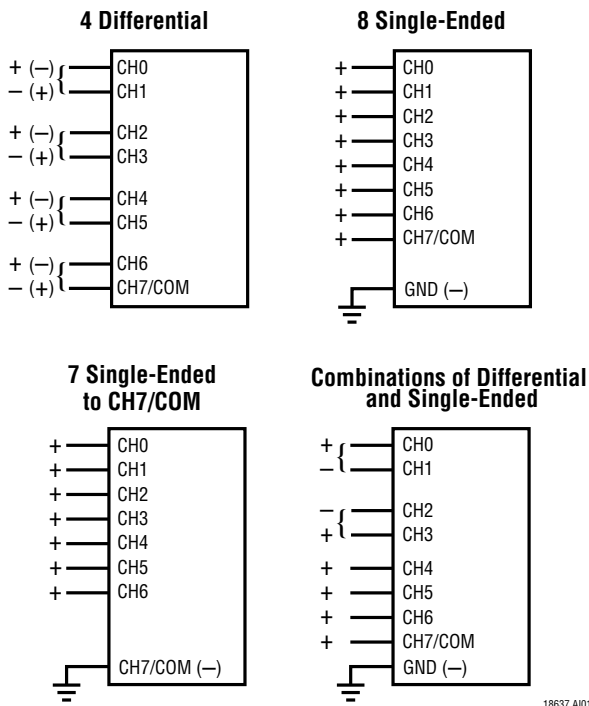 4 Differential
+ (–) { CH0
– (+) CH1
+ (–) { CH2
– (+) CH3
+ (–) { CH4
– (+) CH5
+ (–) { CH6
– (+) CH7/COM
8 Single-Ended
+ CH0
+ CH1
+ CH2
+ CH3
+ CH4
+ CH5
+ CH6
+ CH7/COM
GND (–)
7 Single-Ended
to CH7/COM
+ CH0
+ CH1
+ CH2
+ CH3
+ CH4
+ CH5
+ CH6
CH7/COM (–)
Combinations of Differential
and Single-Ended
+ { CH0
– CH1
– { CH2
+ CH3
+ CH4
+ CH5
+ CH6
+ CH7/COM
GND (–)
18637 AI01